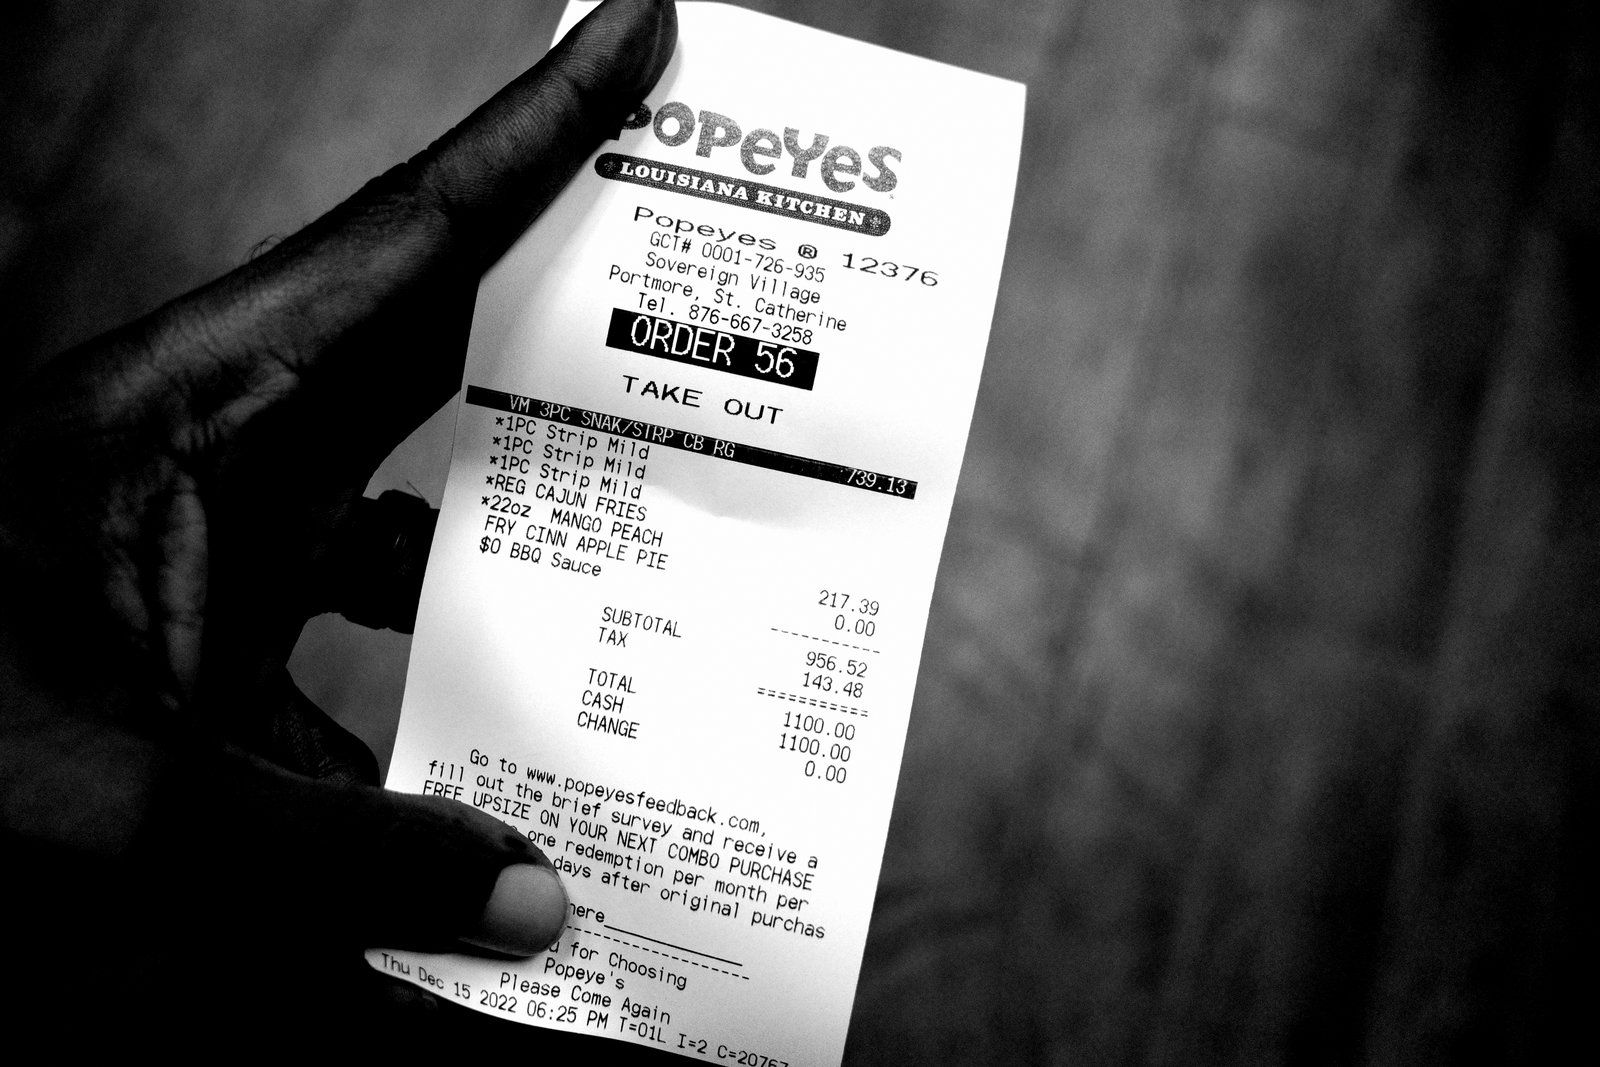 POPEYES
LOUISIANA KITCHEN
Popeyes ® 12376
GCT# 0001-726-935
Sovereign Village
Portmore, St. Catherine
Tel. 876-667-3258
ORDER 56
TAKE OUT
VM 3PC SNAK/STRP CB RG 739.13
*1PC Strip Mild
*1PC Strip Mild
*1PC Strip Mild
*REG CAJUN FRIES
*22oz MANGO PEACH
FRY CINN APPLE PIE 217.39
$0 BBQ Sauce 0.00
SUBTOTAL 956.52
TAX 143.48
TOTAL 1100.00
CASH 1100.00
CHANGE 0.00
Go to www.popeyesfeedback.com,
fill out the brief survey and receive a
FREE UPSIZE ON YOUR NEXT COMBO PURCHASE
one redemption per month per
days after original purchas
for Choosing
Popeye's
Please Come Again
Thu Dec 15 2022 06:25 PM T=01L I=2 C=20767